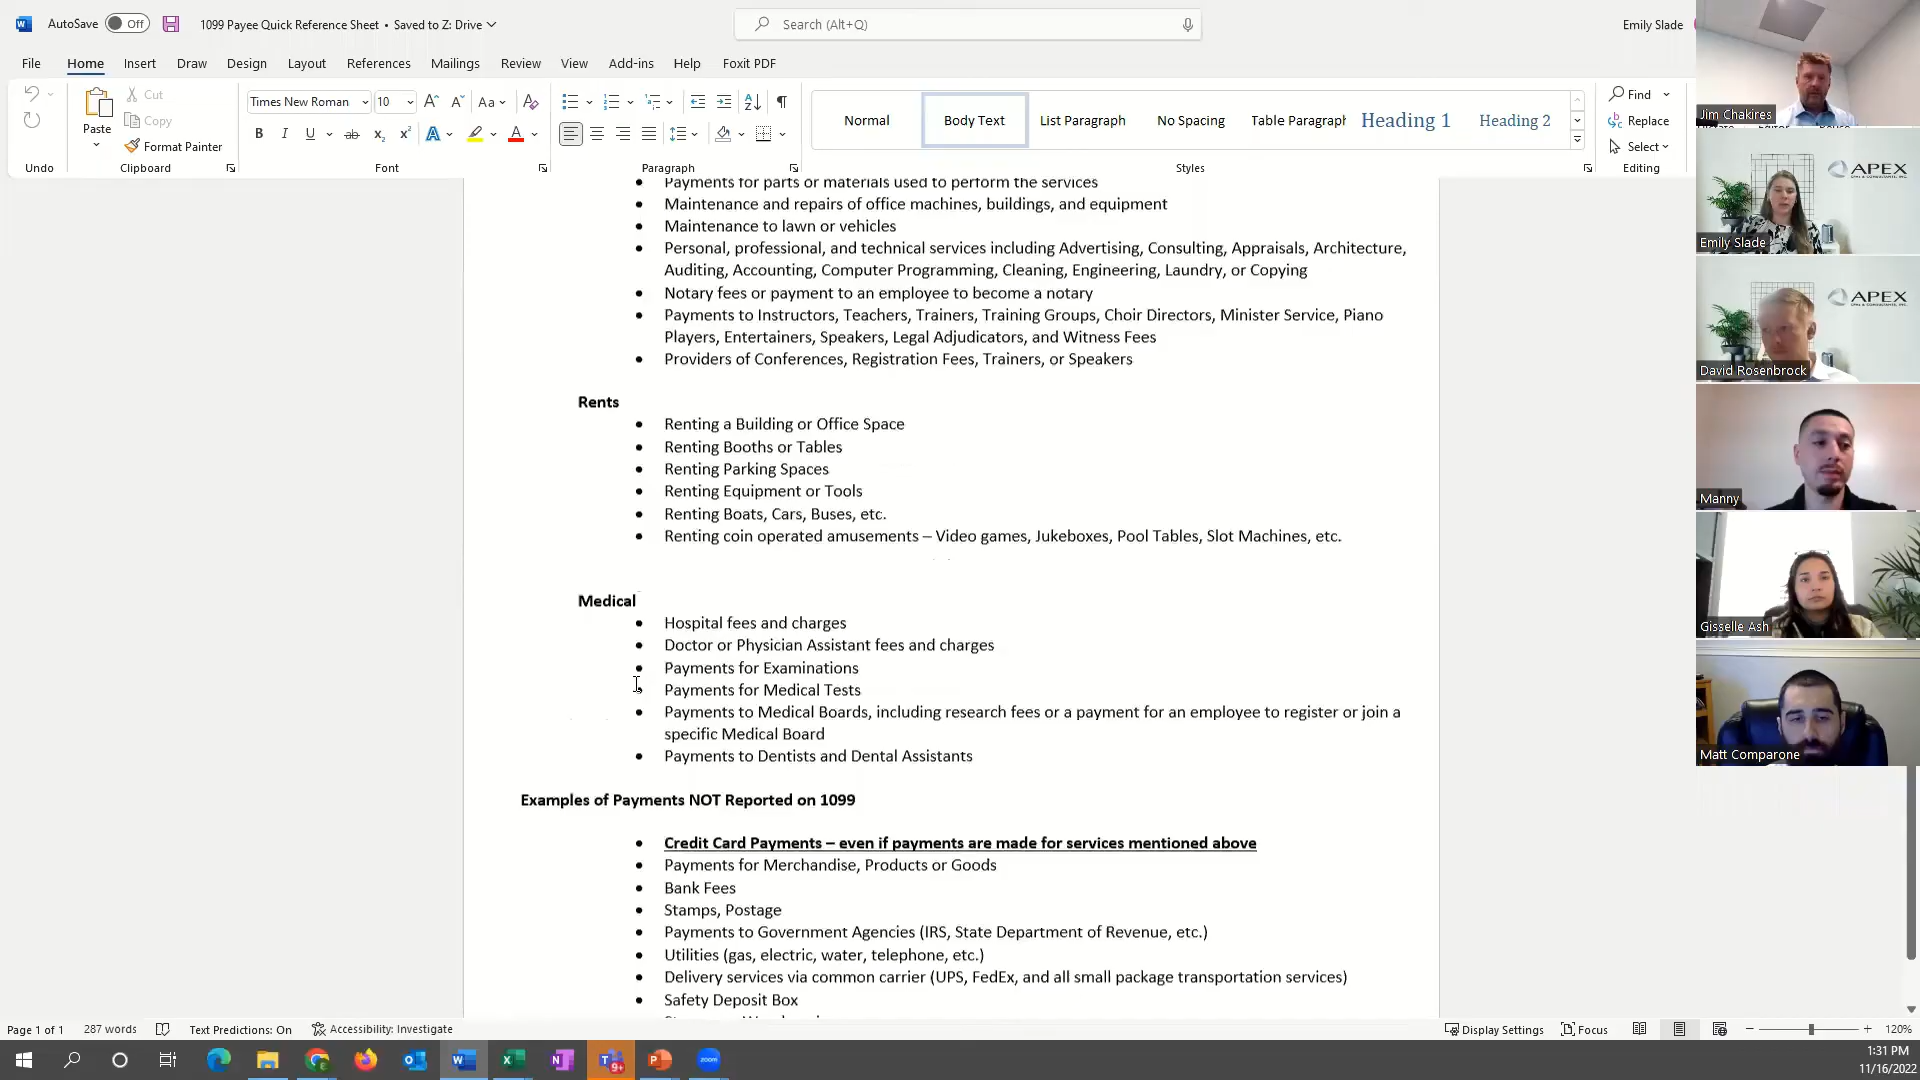 AutoSave Off 1099 Payee Quick Reference Sheet • Saved to Z: Drive Search (Alt+Q) Emily Slade
File Home Insert Draw Design Layout References Mailings Review View Add-ins Help Foxit PDF
Cut
Copy
Format Painter
Paste
Times New Roman 10
Normal Body Text List Paragraph No Spacing Table Paragraph Heading 1 Heading 2
Find
Replace
Select
Undo Clipboard Font Paragraph Styles Editing
• Payments for parts or materials used to perform the services
• Maintenance and repairs of office machines, buildings, and equipment
• Maintenance to lawn or vehicles
• Personal, professional, and technical services including Advertising, Consulting, Appraisals, Architecture,
Auditing, Accounting, Computer Programming, Cleaning, Engineering, Laundry, or Copying
• Notary fees or payment to an employee to become a notary
• Payments to Instructors, Teachers, Trainers, Training Groups, Choir Directors, Minister Service, Piano
Players, Entertainers, Speakers, Legal Adjudicators, and Witness Fees
• Providers of Conferences, Registration Fees, Trainers, or Speakers
Rents
• Renting a Building or Office Space
• Renting Booths or Tables
• Renting Parking Spaces
• Renting Equipment or Tools
• Renting Boats, Cars, Buses, etc.
• Renting coin operated amusements – Video games, Jukeboxes, Pool Tables, Slot Machines, etc.
Medical
• Hospital fees and charges
• Doctor or Physician Assistant fees and charges
• Payments for Examinations
• Payments for Medical Tests
• Payments to Medical Boards, including research fees or a payment for an employee to register or join a
specific Medical Board
• Payments to Dentists and Dental Assistants
Examples of Payments NOT Reported on 1099
• Credit Card Payments – even if payments are made for services mentioned above
• Payments for Merchandise, Products or Goods
• Bank Fees
• Stamps, Postage
• Payments to Government Agencies (IRS, State Department of Revenue, etc.)
• Utilities (gas, electric, water, telephone, etc.)
• Delivery services via common carrier (UPS, FedEx, and all small package transportation services)
• Safety Deposit Box
Jim Chakires
APEX
Emily Slade
APEX
David Rosenbrock
Manny
Gisselle Ash
Matt Comparone
Page 1 of 1 287 words Text Predictions: On Accessibility: Investigate Display Settings Focus 120%
9+ zoom 1:31 PM
11/16/2022